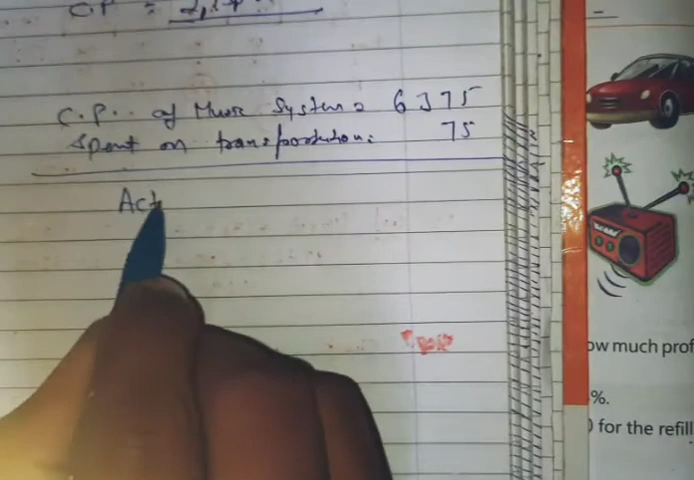 C.P =
C.P.. of Music System = 6375
Spent on transportation: 75
Act
ow much prof
%.
) for the refill